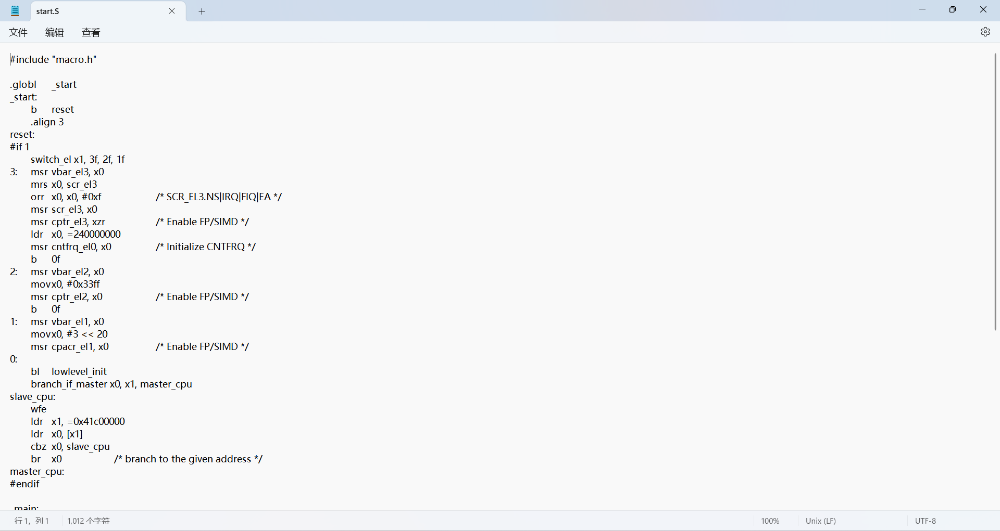 start.S
文件 编辑 查看
#include "macro.h"
.globl _start
_start:
b reset
.align 3
reset:
#if 1
switch_el x1, 3f, 2f, 1f
3: msr vbar_el3, x0
mrs x0, scr_el3
orr x0, x0, #0xf /* SCR_EL3.NS|IRQ|FIQ|EA */
msr scr_el3, x0
msr cptr_el3, xzr /* Enable FP/SIMD */
ldr x0, =240000000
msr cntfrq_el0, x0 /* Initialize CNTFRQ */
b 0f
2: msr vbar_el2, x0
movx0, #0x33ff
msr cptr_el2, x0 /* Enable FP/SIMD */
b 0f
1: msr vbar_el1, x0
movx0, #3 << 20
msr cpacr_el1, x0 /* Enable FP/SIMD */
0:
bl lowlevel_init
branch_if_master x0, x1, master_cpu
slave_cpu:
wfe
ldr x1, =0x41c00000
ldr x0, [x1]
cbz x0, slave_cpu
br x0 /* branch to the given address */
master_cpu:
#endif
_main:
行 1，列 1 1,012 个字符 100% Unix (LF) UTF-8